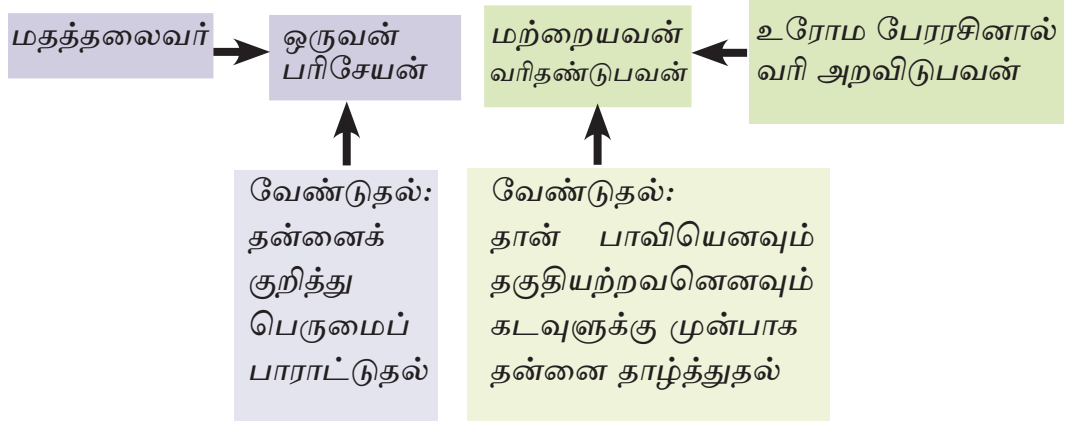 மதத்தலைவர்
ஒருவன்
பரிசேயன்
மற்றையவன்
வரிதண்டுபவன்
உரோம பேரரசினால்
வரி அறவிடுபவன்
வேண்டுதல்:
தன்னைக்
குறித்து
பெருமைப்
பாராட்டுதல்
வேண்டுதல்:
தான் பாவியெனவும்
தகுதியற்றவனெனவும்
கடவுளுக்கு முன்பாக
தன்னை தாழ்த்துதல்